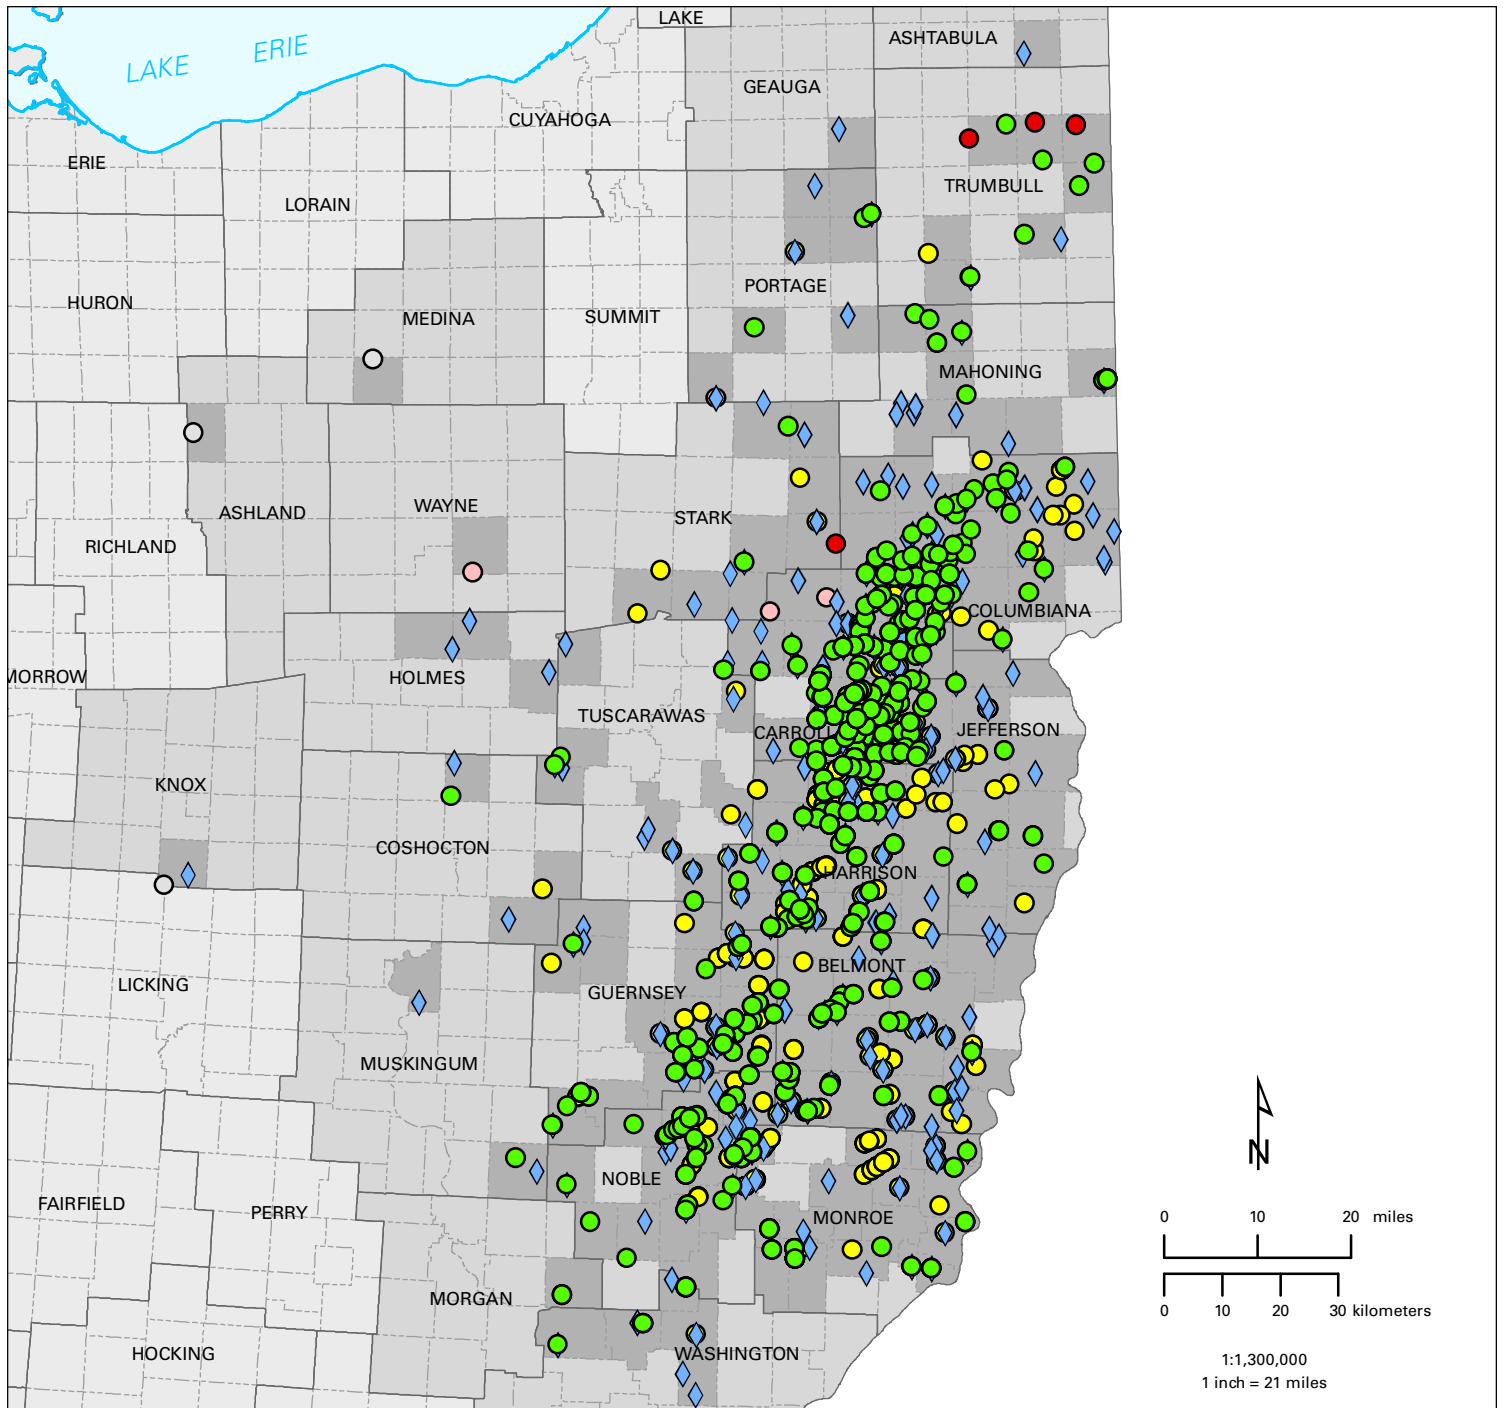 LAKE
ASHTABULA
LAKE ERIE
GEAUGA
CUYAHOGA
ERIE
TRUMBULL
LORAIN
PORTAGE
HURON
MEDINA
SUMMIT
MAHONING
WAYNE
ASHLAND
STARK
RICHLAND
COLUMBIANA
MORROW
HOLMES
TUSCARAWAS
CARROLL
JEFFERSON
KNOX
COSHOCTON
HARRISON
BELMONT
LICKING
GUERNSEY
MUSKINGUM
NOBLE
FAIRFIELD
PERRY
MONROE
MORGAN
HOCKING
WASHINGTON
N
0 10 20 miles
0 10 20 30 kilometers
1:1,300,000
1 inch = 21 miles